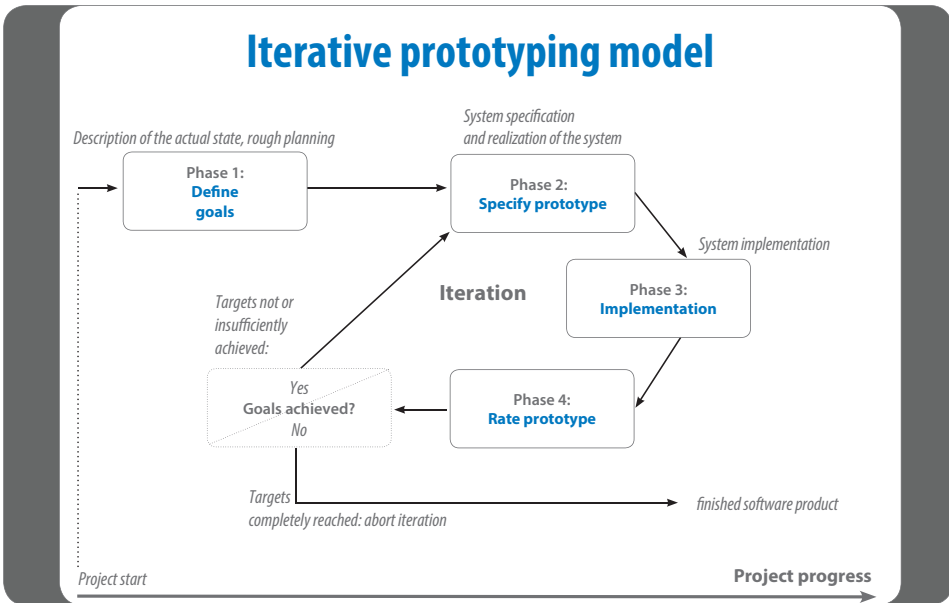 Iterative prototyping model
System specification
and realization of the system
Description of the actual state, rough planning
Phase 1:
Define
goals
Phase 2:
Specify prototype
System implementation
Phase 3:
Implementation
Iteration
Targets not or
insufficiently
achieved:
Yes
Goals achieved?
No
Phase 4:
Rate prototype
Targets
completely reached: abort iteration
finished software product
Project start
Project progress